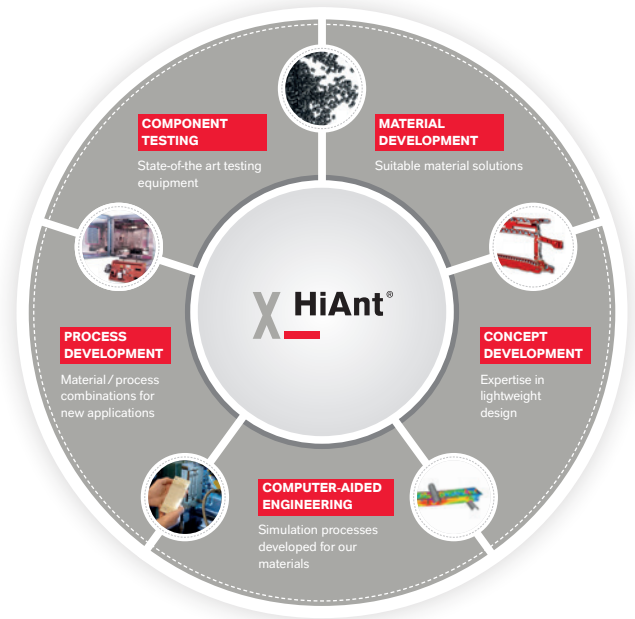 COMPONENT
TESTING
State-of-the art testing
equipment
MATERIAL
DEVELOPMENT
Suitable material solutions
X HiAnt®
PROCESS
DEVELOPMENT
Material / process
combinations for
new applications
CONCEPT
DEVELOPMENT
Expertise in
lightweight
design
COMPUTER-AIDED
ENGINEERING
Simulation processes
developed for our
materials